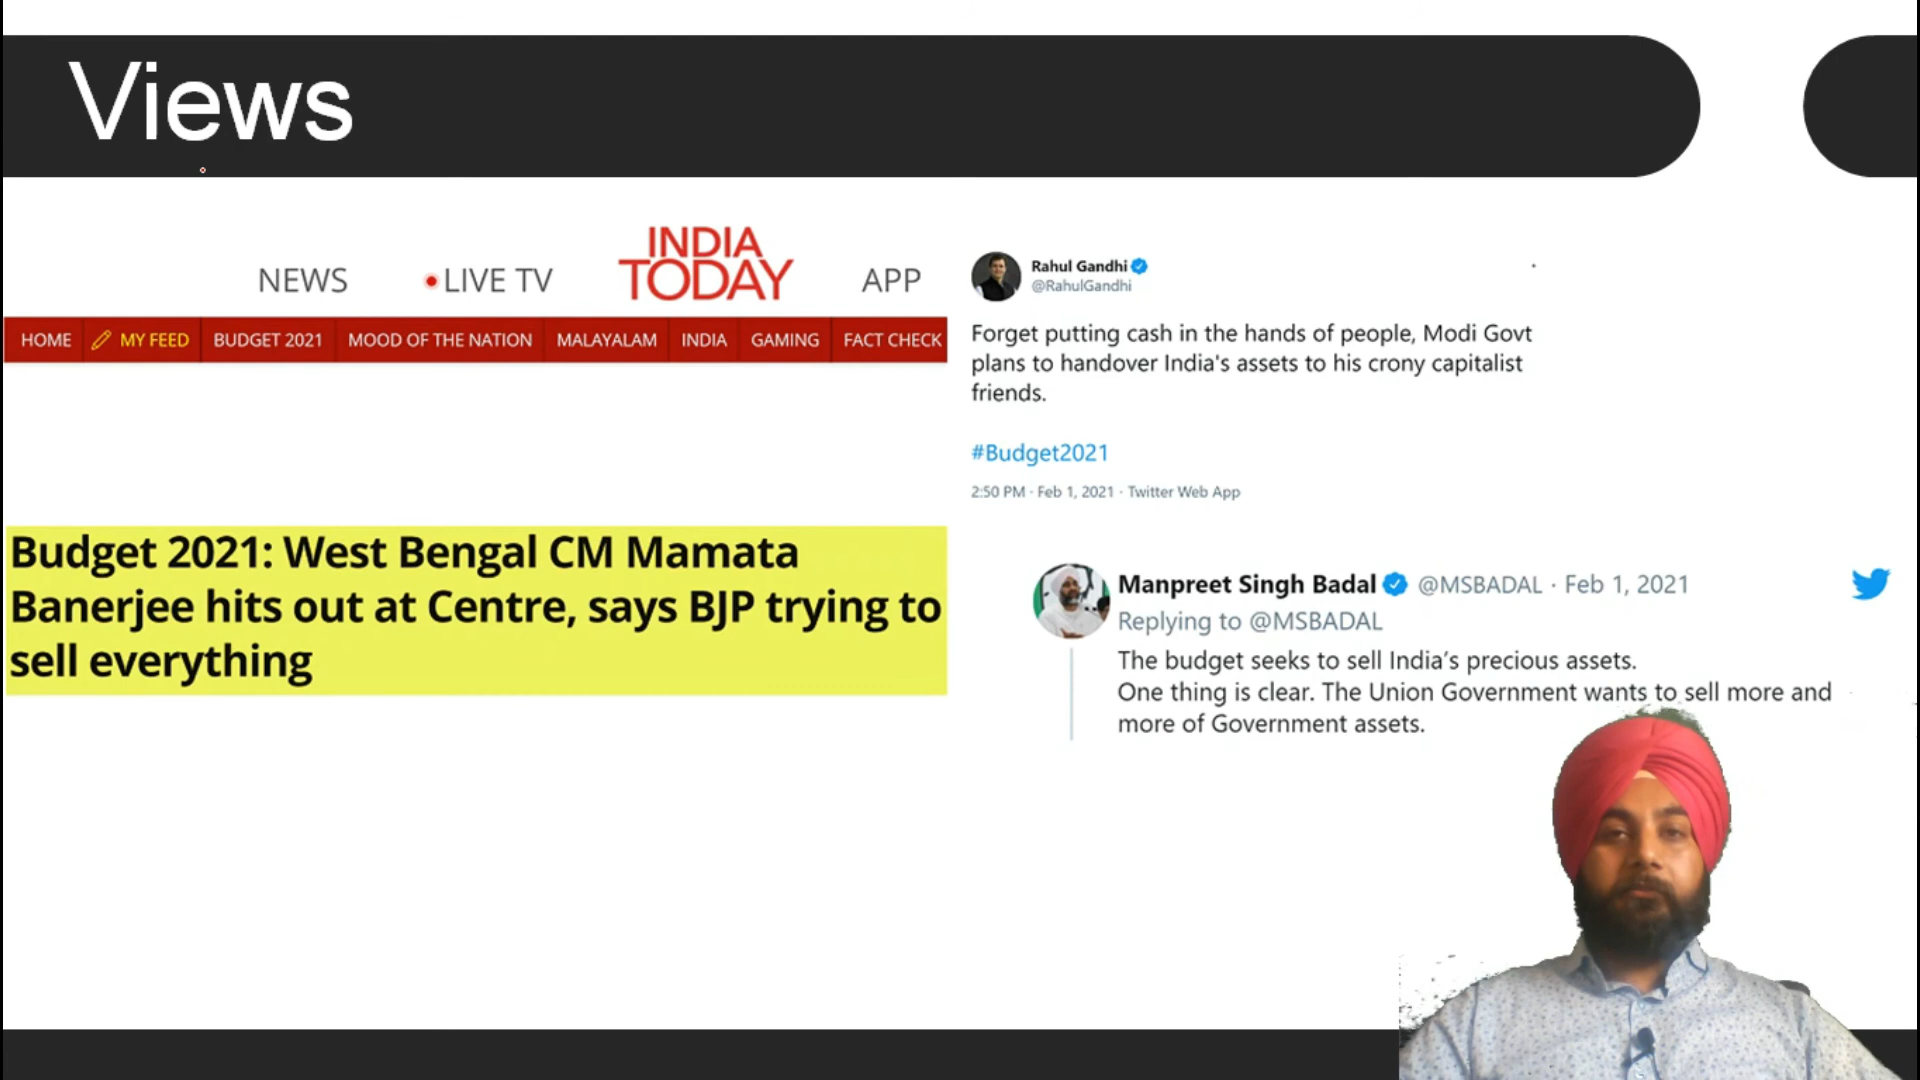 Views
INDIA
TODAY
NEWS
LIVE TV
APP
HOME
MY FEED
BUDGET 2021
MOOD OF THE NATION
MALAYALAM
INDIA
GAMING
FACT CHECK
Budget 2021: West Bengal CM Mamata
Banerjee hits out at Centre, says BJP trying to
sell everything
Rahul Gandhi
@RahulGandhi
Forget putting cash in the hands of people, Modi Govt
plans to handover India's assets to his crony capitalist
friends.
#Budget2021
2:50 PM · Feb 1, 2021 · Twitter Web App
Manpreet Singh Badal @MSBADAL · Feb 1, 2021
Replying to @MSBADAL
The budget seeks to sell India’s precious assets.
One thing is clear. The Union Government wants to sell more and
more of Government assets.